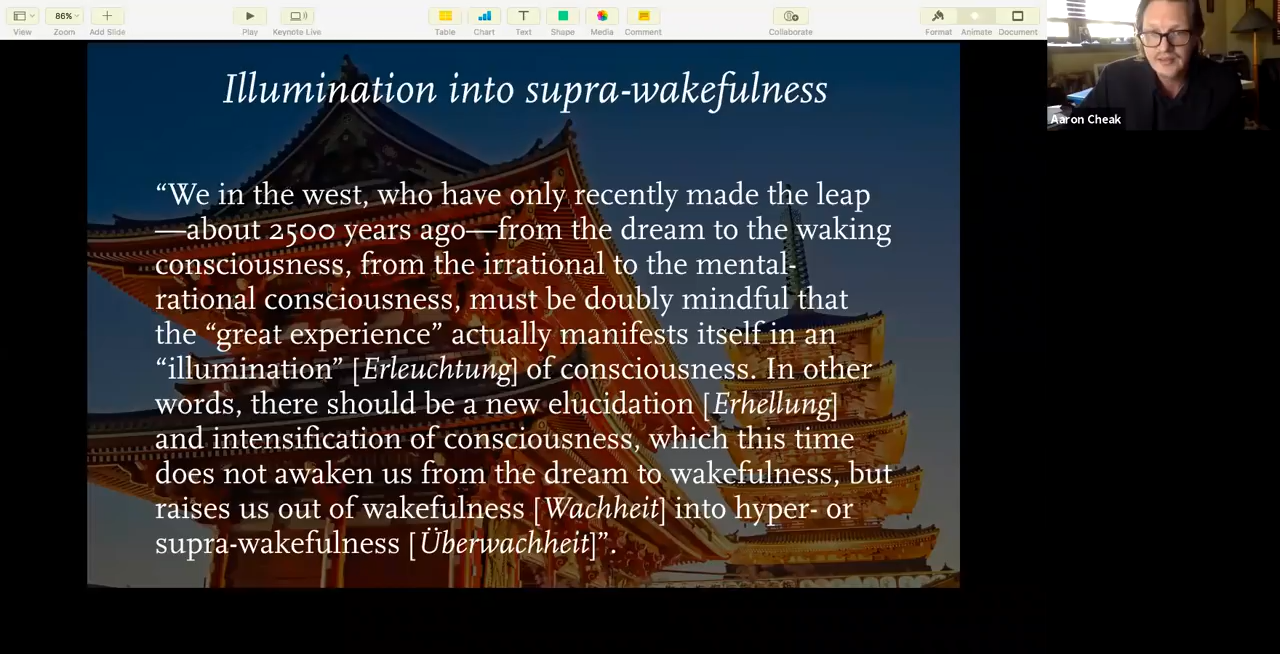 View
86%
Zoom
Add Slide
Play
Keynote Live
Table
Chart
T
Text
Shape
Media
Comment
Collaborate
Format
Animate
Document
Aaron Cheak
Illumination into supra-wakefulness
“We in the west, who have only recently made the leap
—about 2500 years ago—from the dream to the waking
consciousness, from the irrational to the mental-
rational consciousness, must be doubly mindful that
the “great experience” actually manifests itself in an
“illumination” [Erleuchtung] of consciousness. In other
words, there should be a new elucidation [Erhellung]
and intensification of consciousness, which this time
does not awaken us from the dream to wakefulness, but
raises us out of wakefulness [Wachheit] into hyper- or
supra-wakefulness [Überwachheit]”.